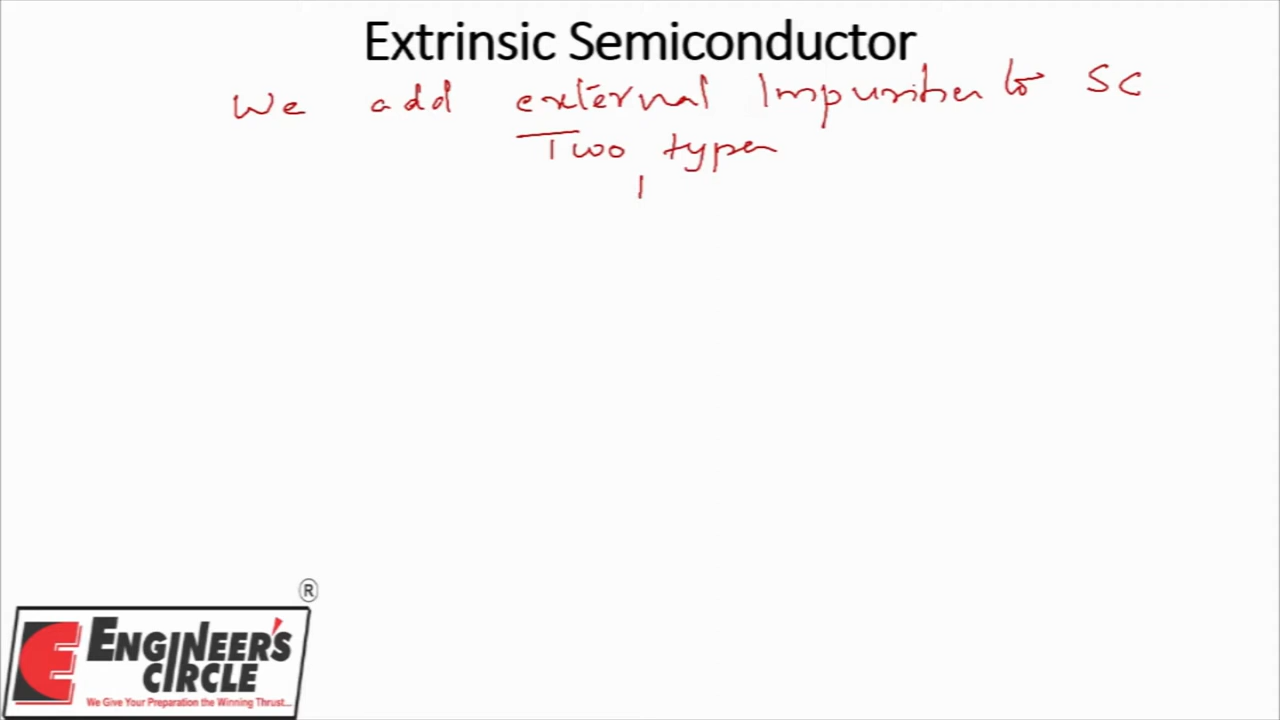 Extrinsic Semiconductor
We add external Impurities to SC
Two types
®
ENGINEER'S
CIRCLE
We Give Your Preparation the Winning Thrust...